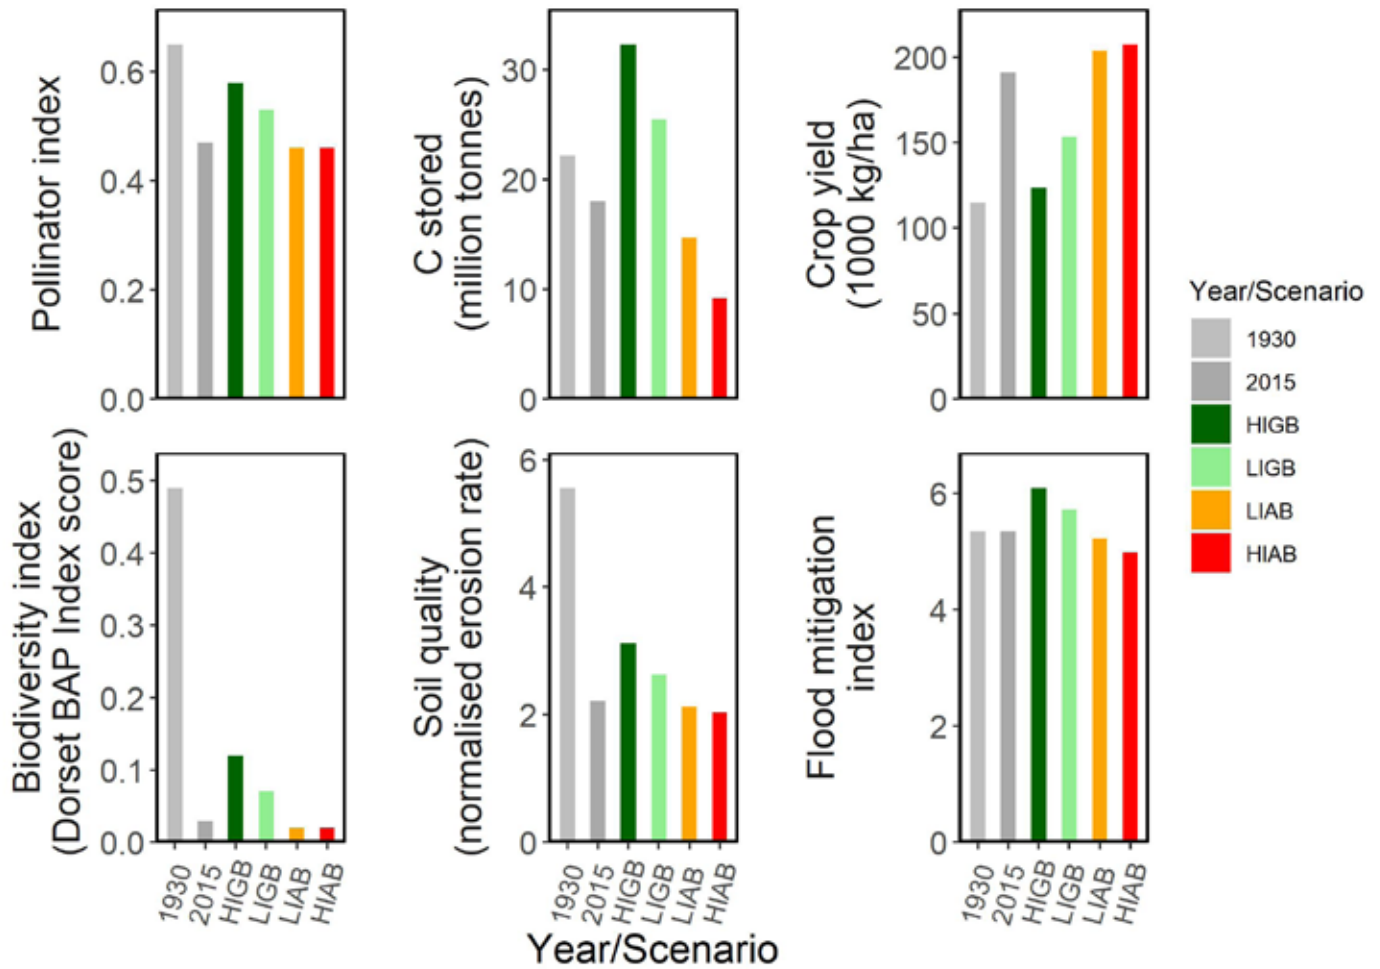 Pollinator index
0.6
0.4
0.2
0.0
C stored
(million tonnes)
30
20
10
0
Crop yield
(1000 kg/ha)
200
150
100
50
0
Biodiversity index
(Dorset BAP Index score)
0.5
0.4
0.3
0.2
0.1
0.0
1930
2015
HIGB
LIGB
LIAB
HIAB
Soil quality
(normalised erosion rate)
6
4
2
0
1930
2015
HIGB
LIGB
LIAB
HIAB
Flood mitigation
index
6
4
2
0
1930
2015
HIGB
LIGB
LIAB
HIAB
Year/Scenario
Year/Scenario
1930
2015
HIGB
LIGB
LIAB
HIAB